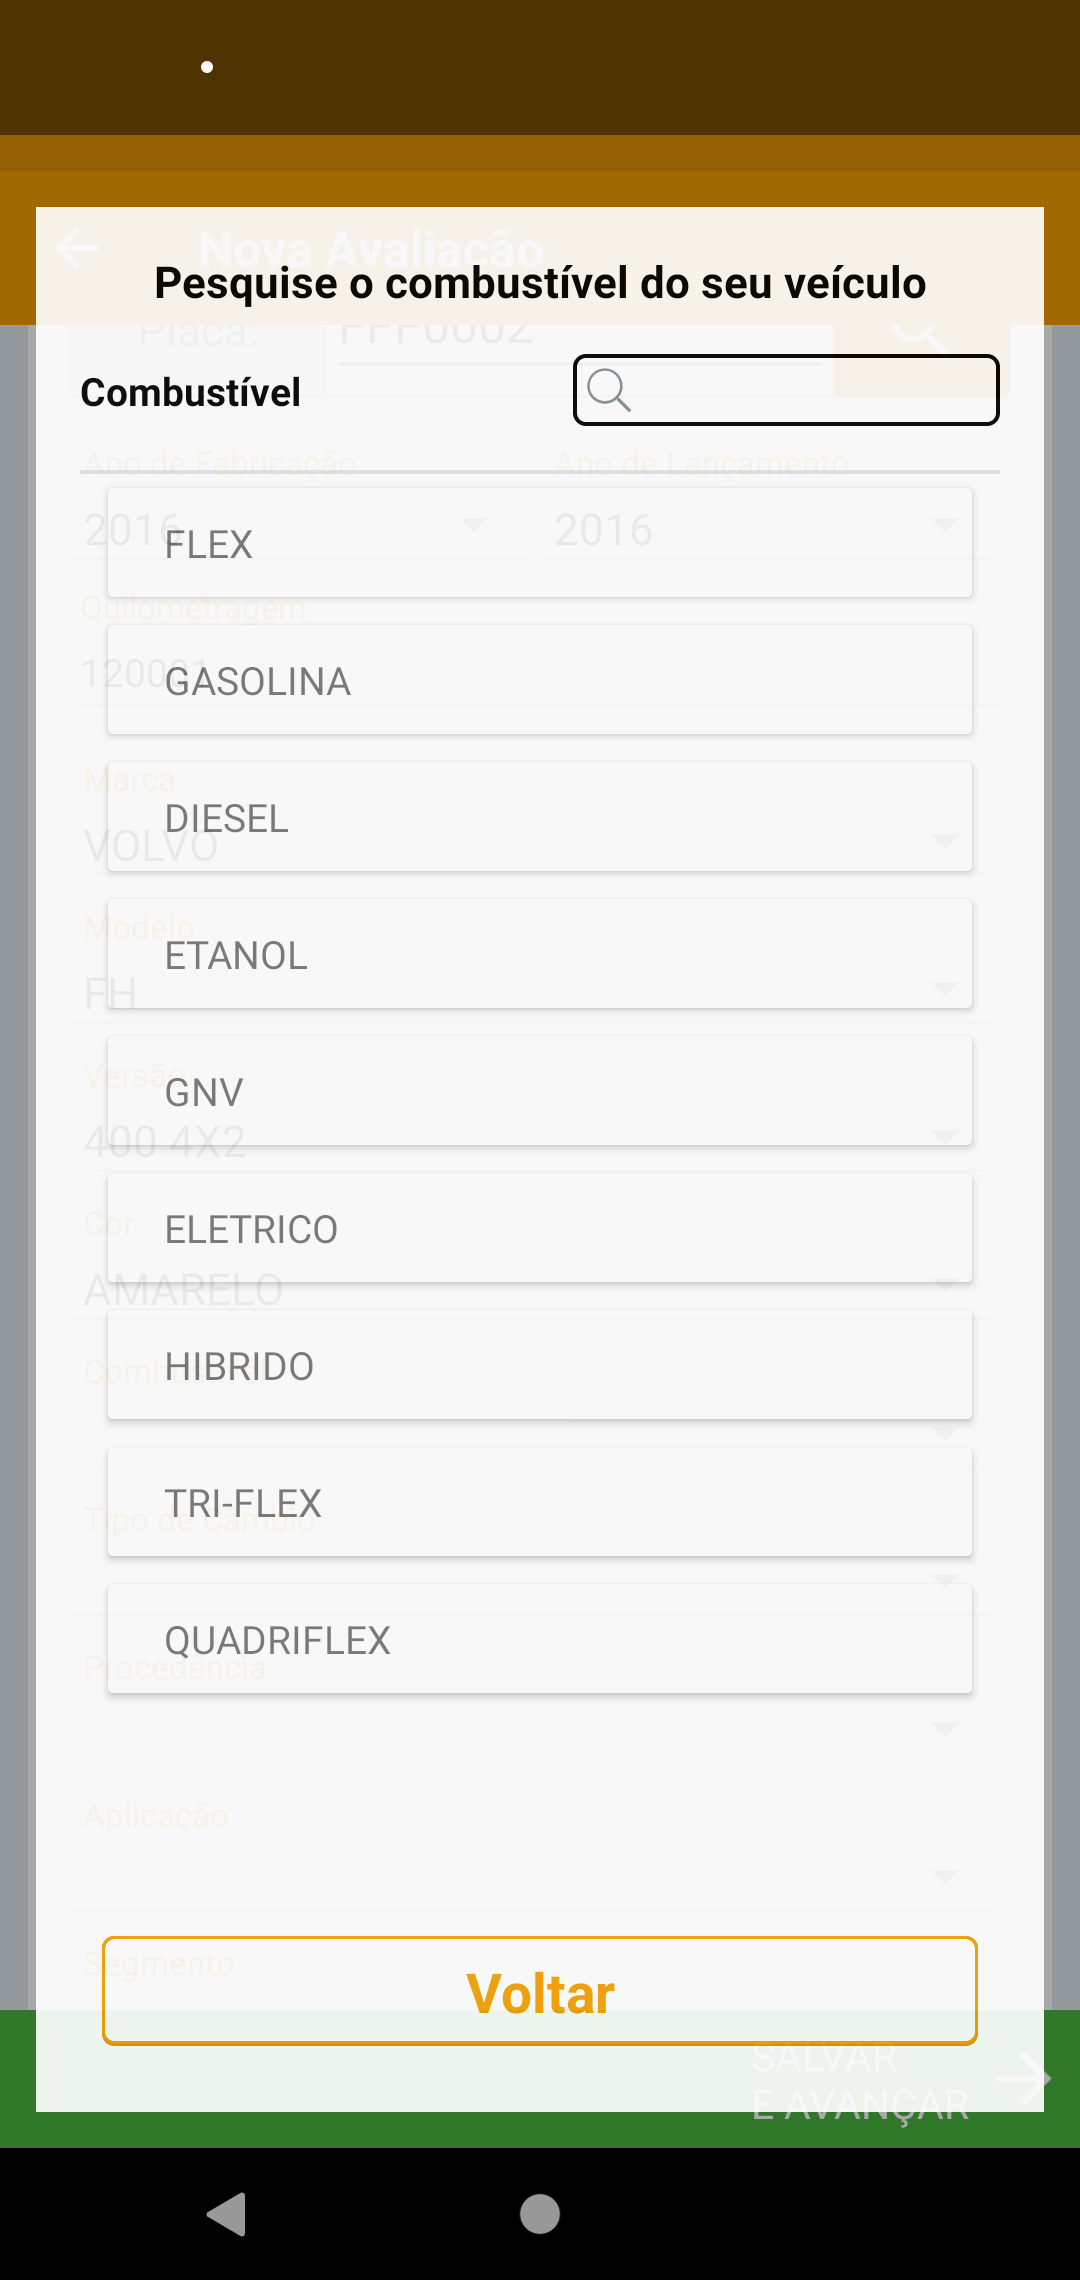 Nova Avaliação
Pesquise o combustível do seu veículo
Placa:
FFF0002
Combustível
Ano de Fabricação
Ano de Lançamento
2016
2016
FLEX
Quilometragem
120001
GASOLINA
Marca
DIESEL
VOLVO
Modelo
ETANOL
FH
Versão
GNV
400 4X2
Cor
ELETRICO
AMARELO
HIBRIDO
TRI-FLEX
Tipo de Câmbio
QUADRIFLEX
Procedência
Aplicação
Segmento
Voltar
SALVAR
E AVANÇAR